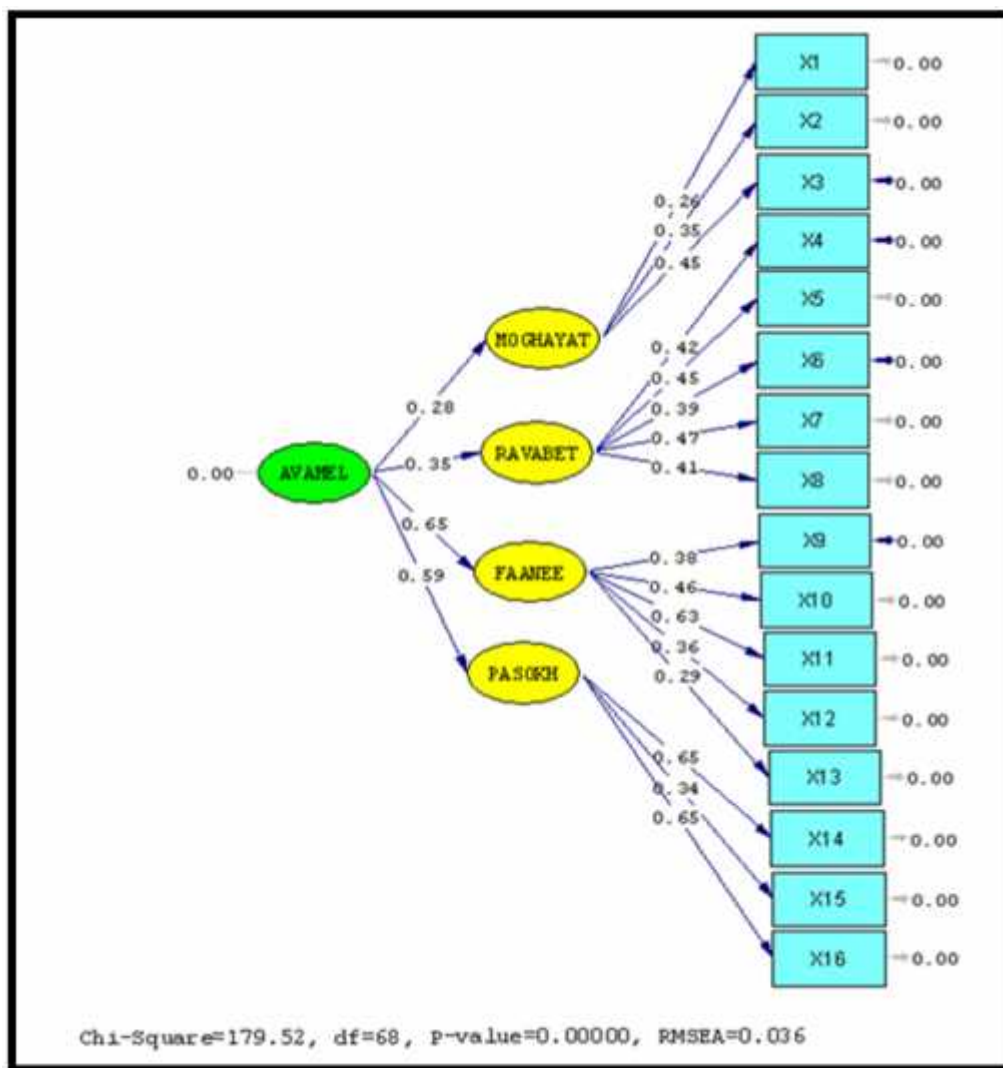 X1
0.00
X2
0.00
X3
0.00
X4
0.00
X5
0.00
X6
0.00
X7
0.00
X8
0.00
X9
0.00
X10
0.00
X11
0.00
X12
0.00
X13
0.00
X14
0.00
X15
0.00
X16
0.00
0.26
0.35
0.45
MOGHAYAT
0.42
0.45
0.39
0.47
0.41
RAVABET
0.28
0.35
0.65
0.59
0.00
AVAMEL
FAANEE
0.38
0.46
0.63
0.36
0.29
PASOKH
0.65
0.34
0.65
Chi-Square=179.52, df=68, P-value=0.00000, RMSEA=0.036